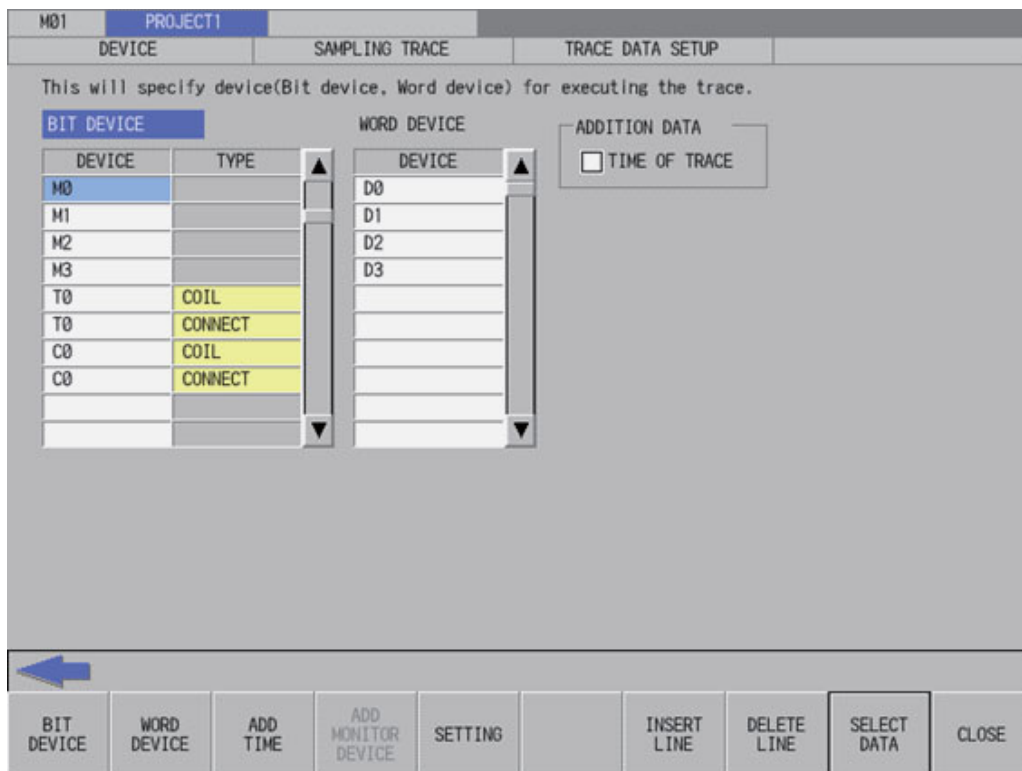 M01 PROJECT1
DEVICE SAMPLING TRACE TRACE DATA SETUP
This will specify device(Bit device, Word device) for executing the trace.
BIT DEVICE WORD DEVICE ADDITION DATA
DEVICE TYPE DEVICE TIME OF TRACE
M0 D0
M1 D1
M2 D2
M3 D3
T0 COIL
T0 CONNECT
C0 COIL
C0 CONNECT
BIT DEVICE WORD DEVICE ADD TIME ADD MONITOR DEVICE SETTING INSERT LINE DELETE LINE SELECT DATA CLOSE